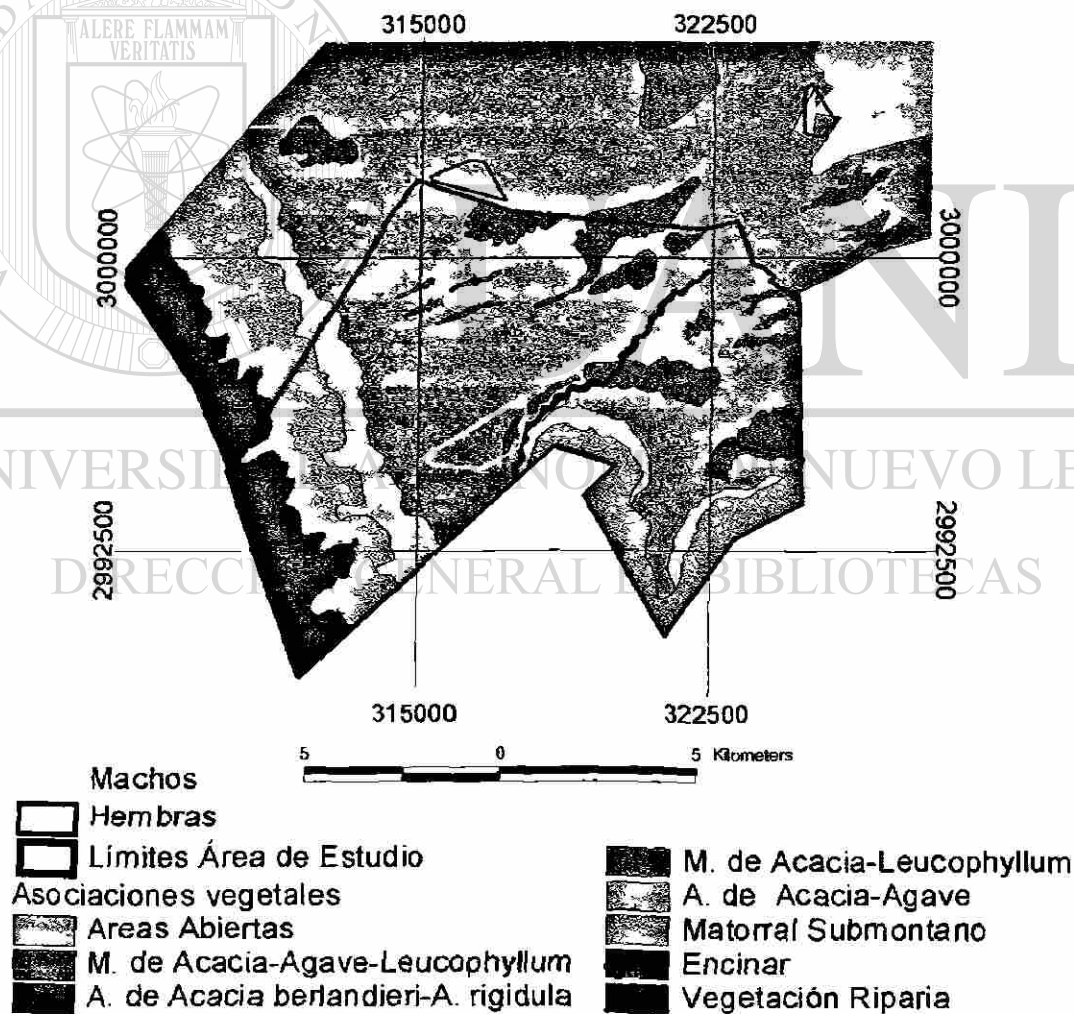 ALERE FLAMMAM
VERITATIS
315000
322500
3000000
3000000
2992500
2992500
315000
322500
5 0 5 Kilometers
Machos
Hembras
Límites Área de Estudio
Asociaciones vegetales
Areas Abiertas
M. de Acacia-Agave-Leucophyllum
A. de Acacia berlandieri-A. rigidula
M. de Acacia-Leucophyllum
A. de Acacia-Agave
Matorral Submontano
Encinar
Vegetación Riparia
UNIVERSI
NUEVO LE
DIRECC
GENERAL
BIBLIOTECAS